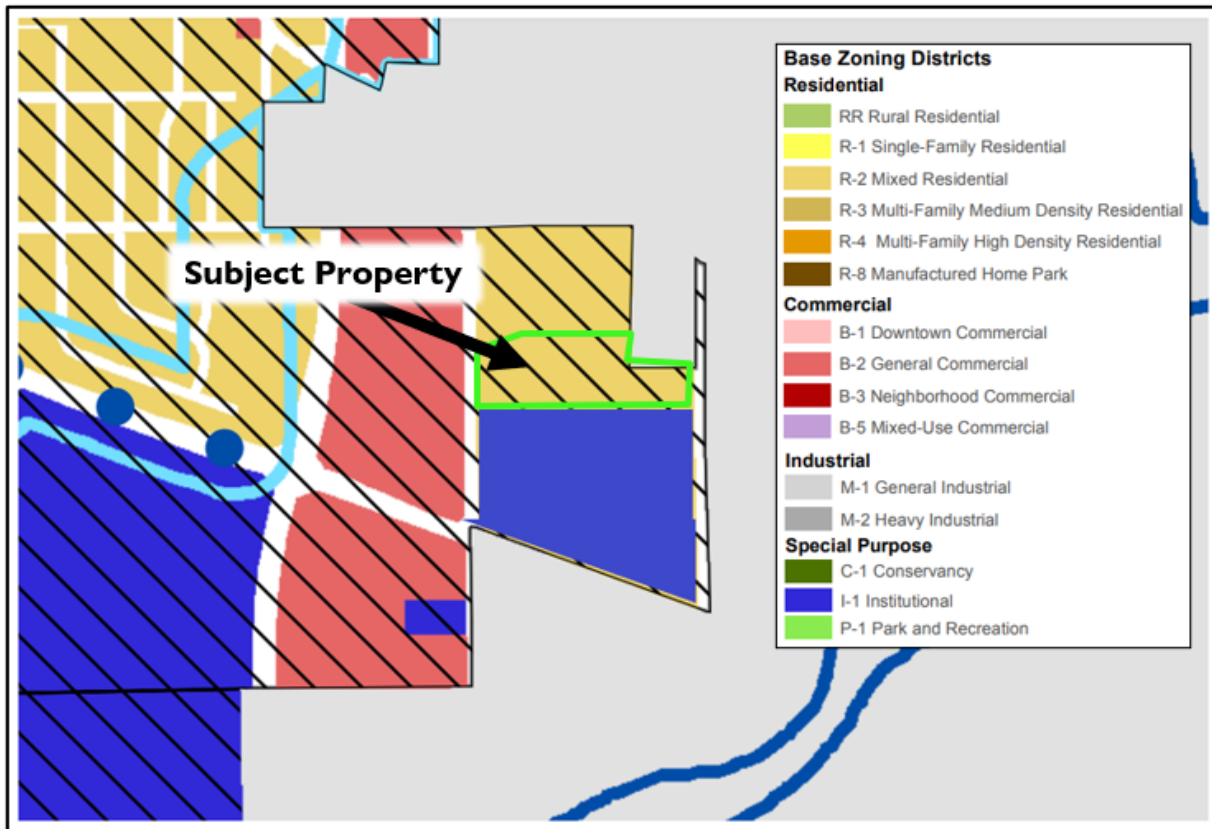 Subject Property
Base Zoning Districts
Residential
RR Rural Residential
R-1 Single-Family Residential
R-2 Mixed Residential
R-3 Multi-Family Medium Density Residential
R-4 Multi-Family High Density Residential
R-8 Manufactured Home Park
Commercial
B-1 Downtown Commercial
B-2 General Commercial
B-3 Neighborhood Commercial
B-5 Mixed-Use Commercial
Industrial
M-1 General Industrial
M-2 Heavy Industrial
Special Purpose
C-1 Conservancy
I-1 Institutional
P-1 Park and Recreation